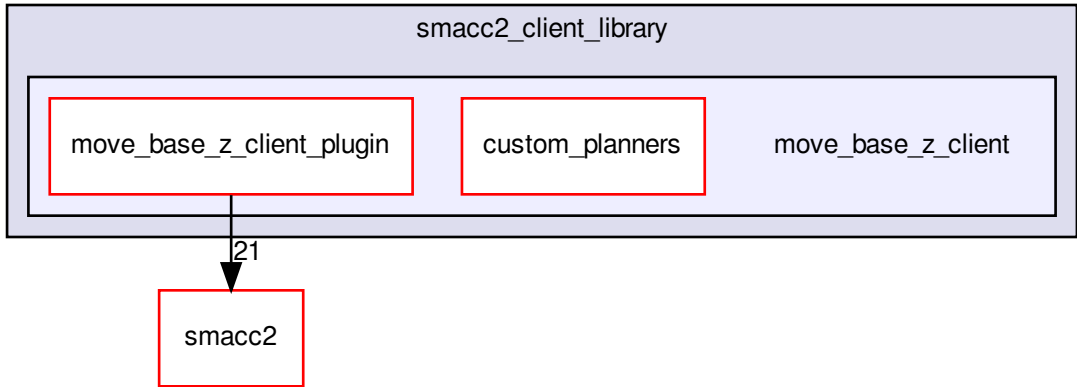 smacc2_client_library
move_base_z_client_plugin
custom_planners
move_base_z_client
21
smacc2